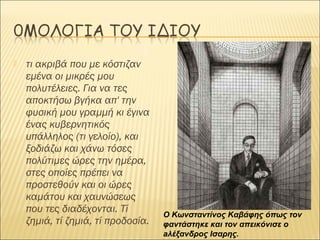 0ΜΟΛΟΓΙΑ ΤΟΥ ΙΔΙΟΥ
τι ακριβά που με κόστιζαν
εμένα οι μικρές μου
πολυτέλειες. Για να τες
αποκτήσω βγήκα απ' την
φυσική μου γραμμή κι έγινα
ένας κυβερνητικός
υπάλληλος (τι γελοίο), και
ξοδιάζω και χάνω τόσες
πολύτιμες ώρες την ημέρα,
στες οποίες πρέπει να
προστεθούν και οι ώρες
καμάτου και χαυνώσεως
που τες διαδέχονται. Τί
ζημιά, τί ζημιά, τί προδοσία.
Ο Κωνσταντίνος Καβάφης όπως τον
φαντάστηκε και τον απεικόνισε ο
αλέξανδρος Ισαρης.